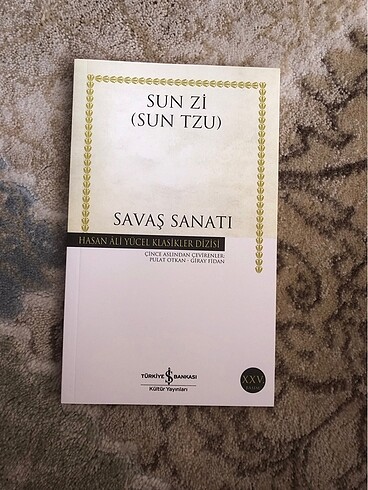 SUN Zİ
(SUN TZU)
SAVAŞ SANATI
HASAN ÂLİ YÜCEL KLASİKLER DİZİSİ
ÇİNCE ASLINDAN ÇEVİRENLER:
PULAT OTKAN - GİRAY FİDAN
TÜRKİYE İŞ BANKASI
Kültür Yayınları
XXV.